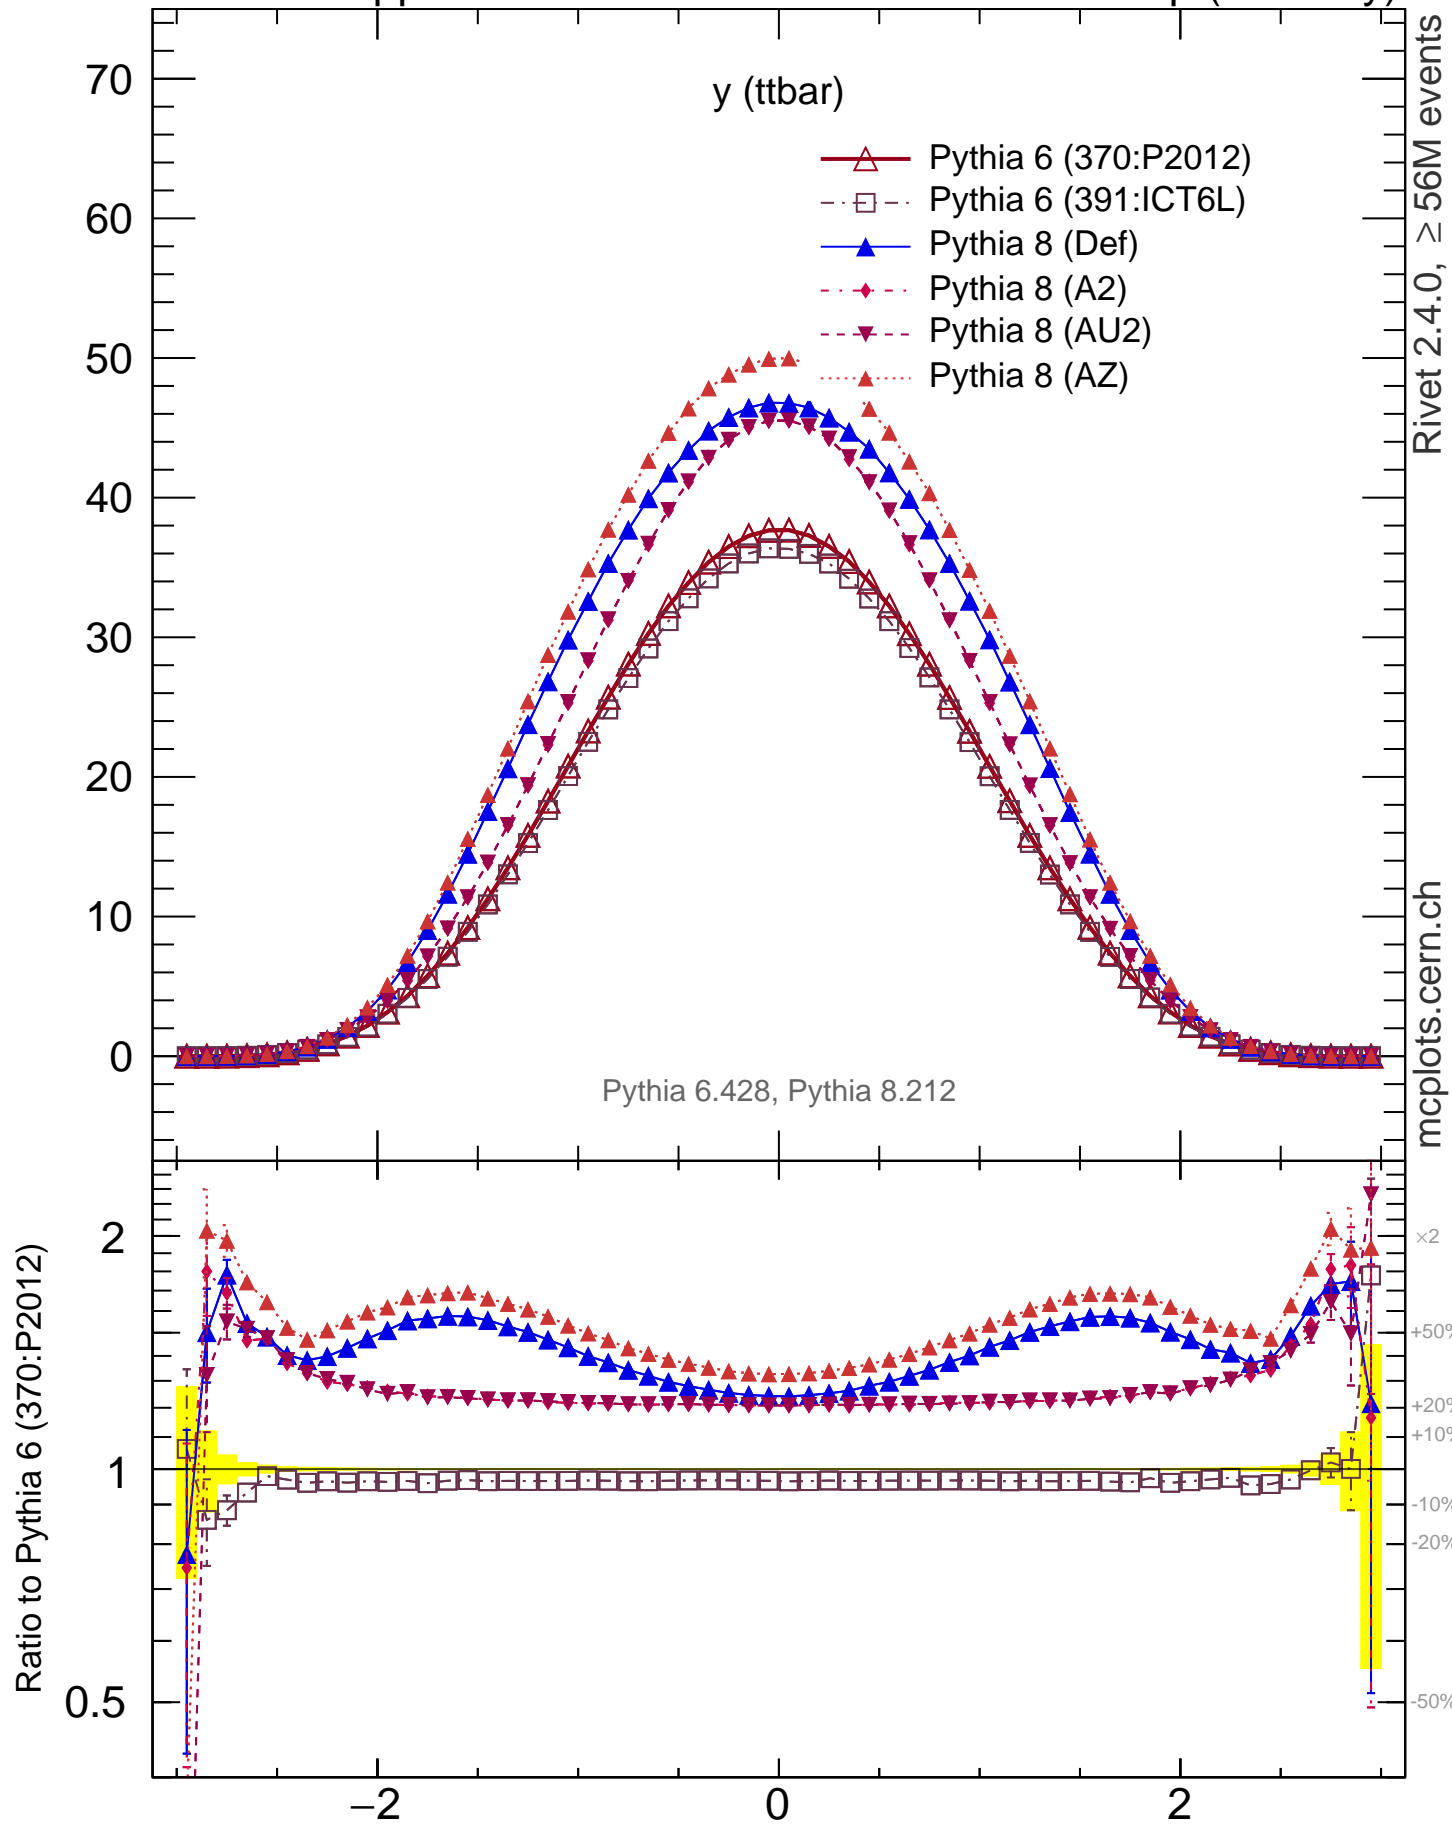 y (ttbar)
Pythia 6 (370:P2012)
Pythia 6 (391:ICT6L)
Pythia 8 (Def)
Pythia 8 (A2)
Pythia 8 (AU2)
Pythia 8 (AZ)
70
60
50
40
30
20
10
0
Pythia 6.428, Pythia 8.212
Rivet 2.4.0, ≥ 56M events
mcplots.cern.ch
Ratio to Pythia 6 (370:P2012)
2
1
0.5
×2
+50%
+20%
+10%
-10%
-20%
-50%
−2
0
2